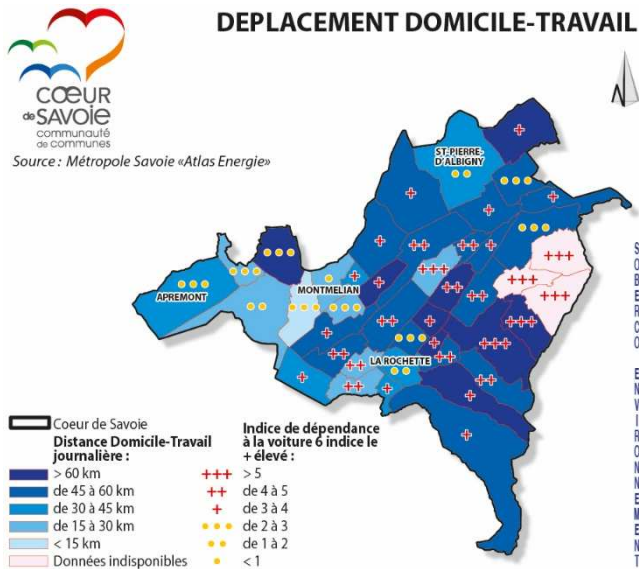 DEPLACEMENT DOMICILE-TRAVAIL
CŒUR
de SAVOIE
communauté
de communes
Source : Métropole Savoie «Atlas Energie»
ST-PIERRE-
D'ALBIGNY
MONTMELIAN
APREMONT
LA ROCHETTE
SOBERCO ENVIRONNEMENT
Coeur de Savoie
Distance Domicile-Travail
journalière :
> 60 km
de 45 à 60 km
de 30 à 45 km
de 15 à 30 km
< 15 km
Données indisponibles
Indice de dépendance
à la voiture 6 indice le
+ élevé :
+++ > 5
++ de 4 à 5
+ de 3 à 4
de 2 à 3
de 1 à 2
< 1